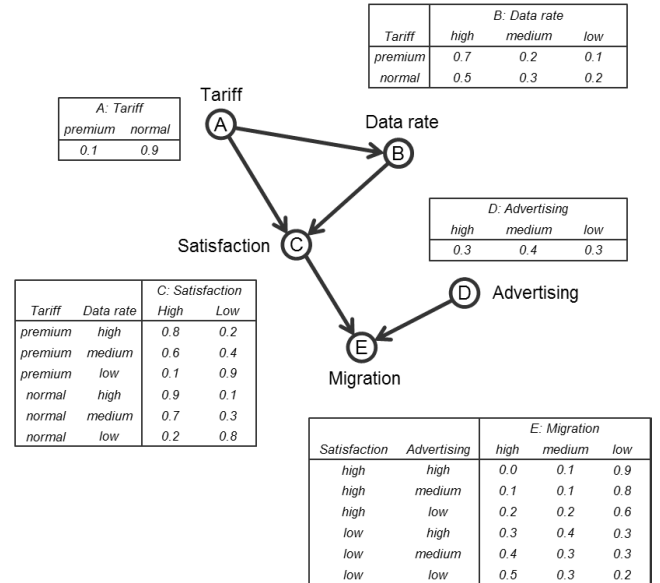 B: Data rate
Tariff high medium low
premium 0.7 0.2 0.1
normal 0.5 0.3 0.2
Tariff
A: Tariff
premium normal
0.1 0.9
A
Data rate
B
D: Advertising
high medium low
0.3 0.4 0.3
Satisfaction C
C: Satisfaction
Tariff Data rate High Low
premium high 0.8 0.2
premium medium 0.6 0.4
premium low 0.1 0.9
normal high 0.9 0.1
normal medium 0.7 0.3
normal low 0.2 0.8
D Advertising
E
Migration
E: Migration
Satisfaction Advertising high medium low
high high 0.0 0.1 0.9
high medium 0.1 0.1 0.8
high low 0.2 0.2 0.6
low high 0.3 0.4 0.3
low medium 0.4 0.3 0.3
low low 0.5 0.3 0.2